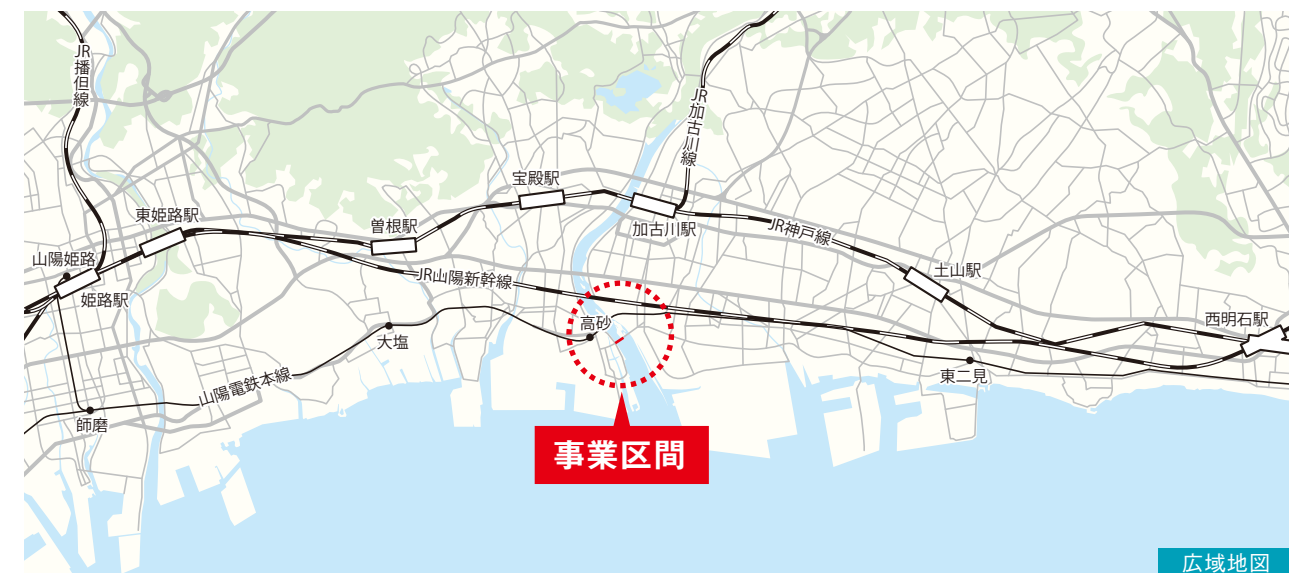 JR播但線
JR加古川線
宝殿駅
東姫路駅
曽根駅
加古川駅
JR神戸線
山陽姫路
土山駅
JR山陽新幹線
姫路駅
高砂
西明石駅
大塩
東二見
山陽電鉄本線
師磨
事業区間
広域地図